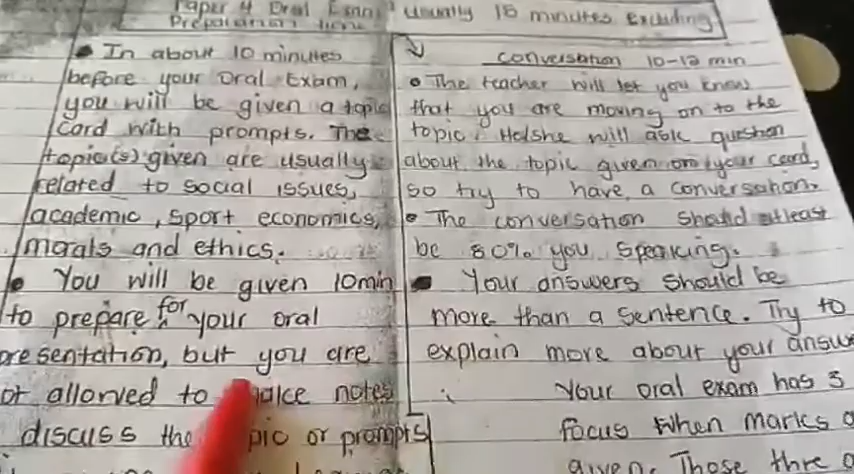 Paper 4 Oral Exam usually 15 minutes Excluding
Preparation time
• In about 10 minutes
before your Oral Exam,
you will be given a topic
card with prompts. The
topic(s) given are usually
related to social issues,
academic, sport economics,
morals and ethics.
• You will be given 10min
to prepare for your oral
presentation, but you are
allowed to notes
discuss the or prompts
conversation 10-12 min
• The teacher will let you know
that you are moving on to the
topic. He/she will ask question
about the topic given on your card,
so try to have a conversation.
• The conversation should atleast
be 80% you speaking.
• Your answers should be
more than a sentence. Try to
explain more about your
Your oral exam has 3
focus when marks
given. These